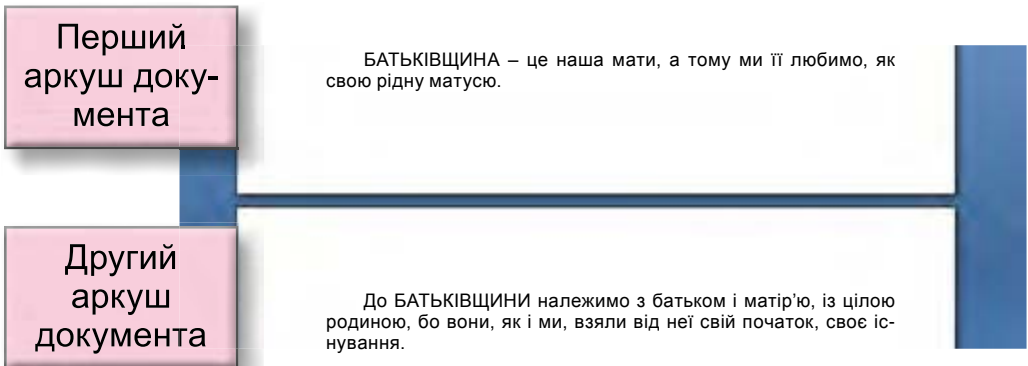 Перший
аркуш доку-
мента
БАТЬКІВЩИНА – це наша мати, а тому ми її любимо, як
свою рідну матусю.
Другий
аркуш
документа
До БАТЬКІВЩИНИ належимо з батьком і матір’ю, із цілою
родиною, бо вони, як і ми, взяли від неї свій початок, своє іс-
нування.